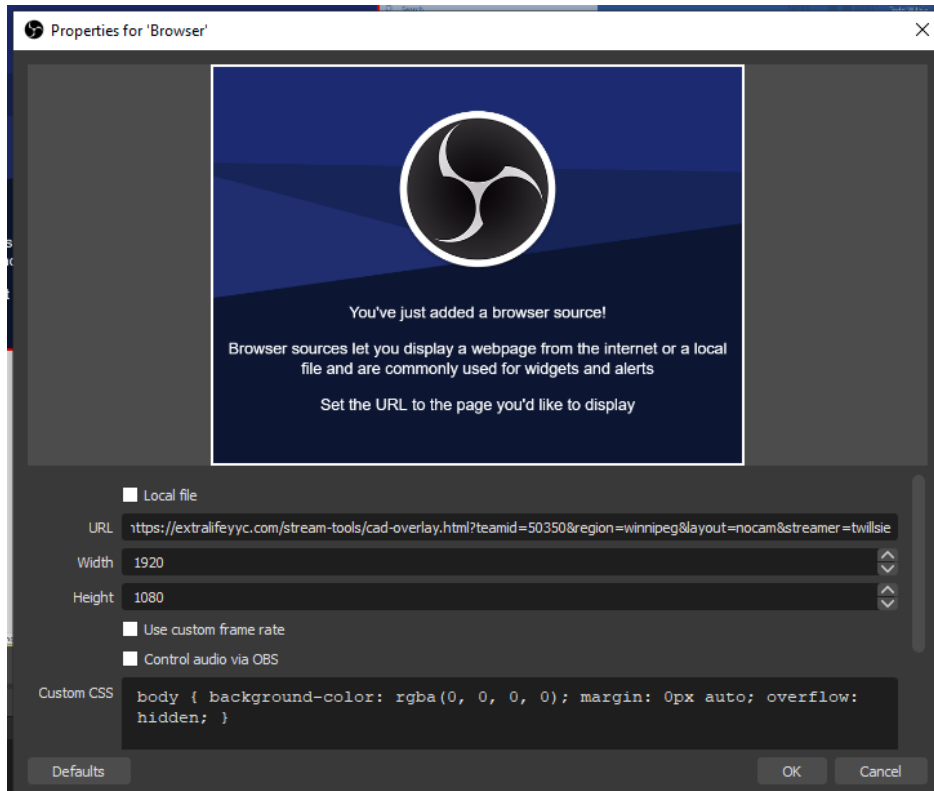 Search
Properties for 'Browser'
You've just added a browser source!
Browser sources let you display a webpage from the internet or a local
file and are commonly used for widgets and alerts
Set the URL to the page you'd like to display
Local file
URL
https://extralifeyyc.com/stream-tools/cad-overlay.html?teamid=50350&region=winnipeg&layout=nocam&streamer=twillsie
Width
1920
Height
1080
Use custom frame rate
Control audio via OBS
Custom CSS
body { background-color: rgba(0, 0, 0, 0); margin: 0px auto; overflow:
hidden; }
Defaults
OK
Cancel